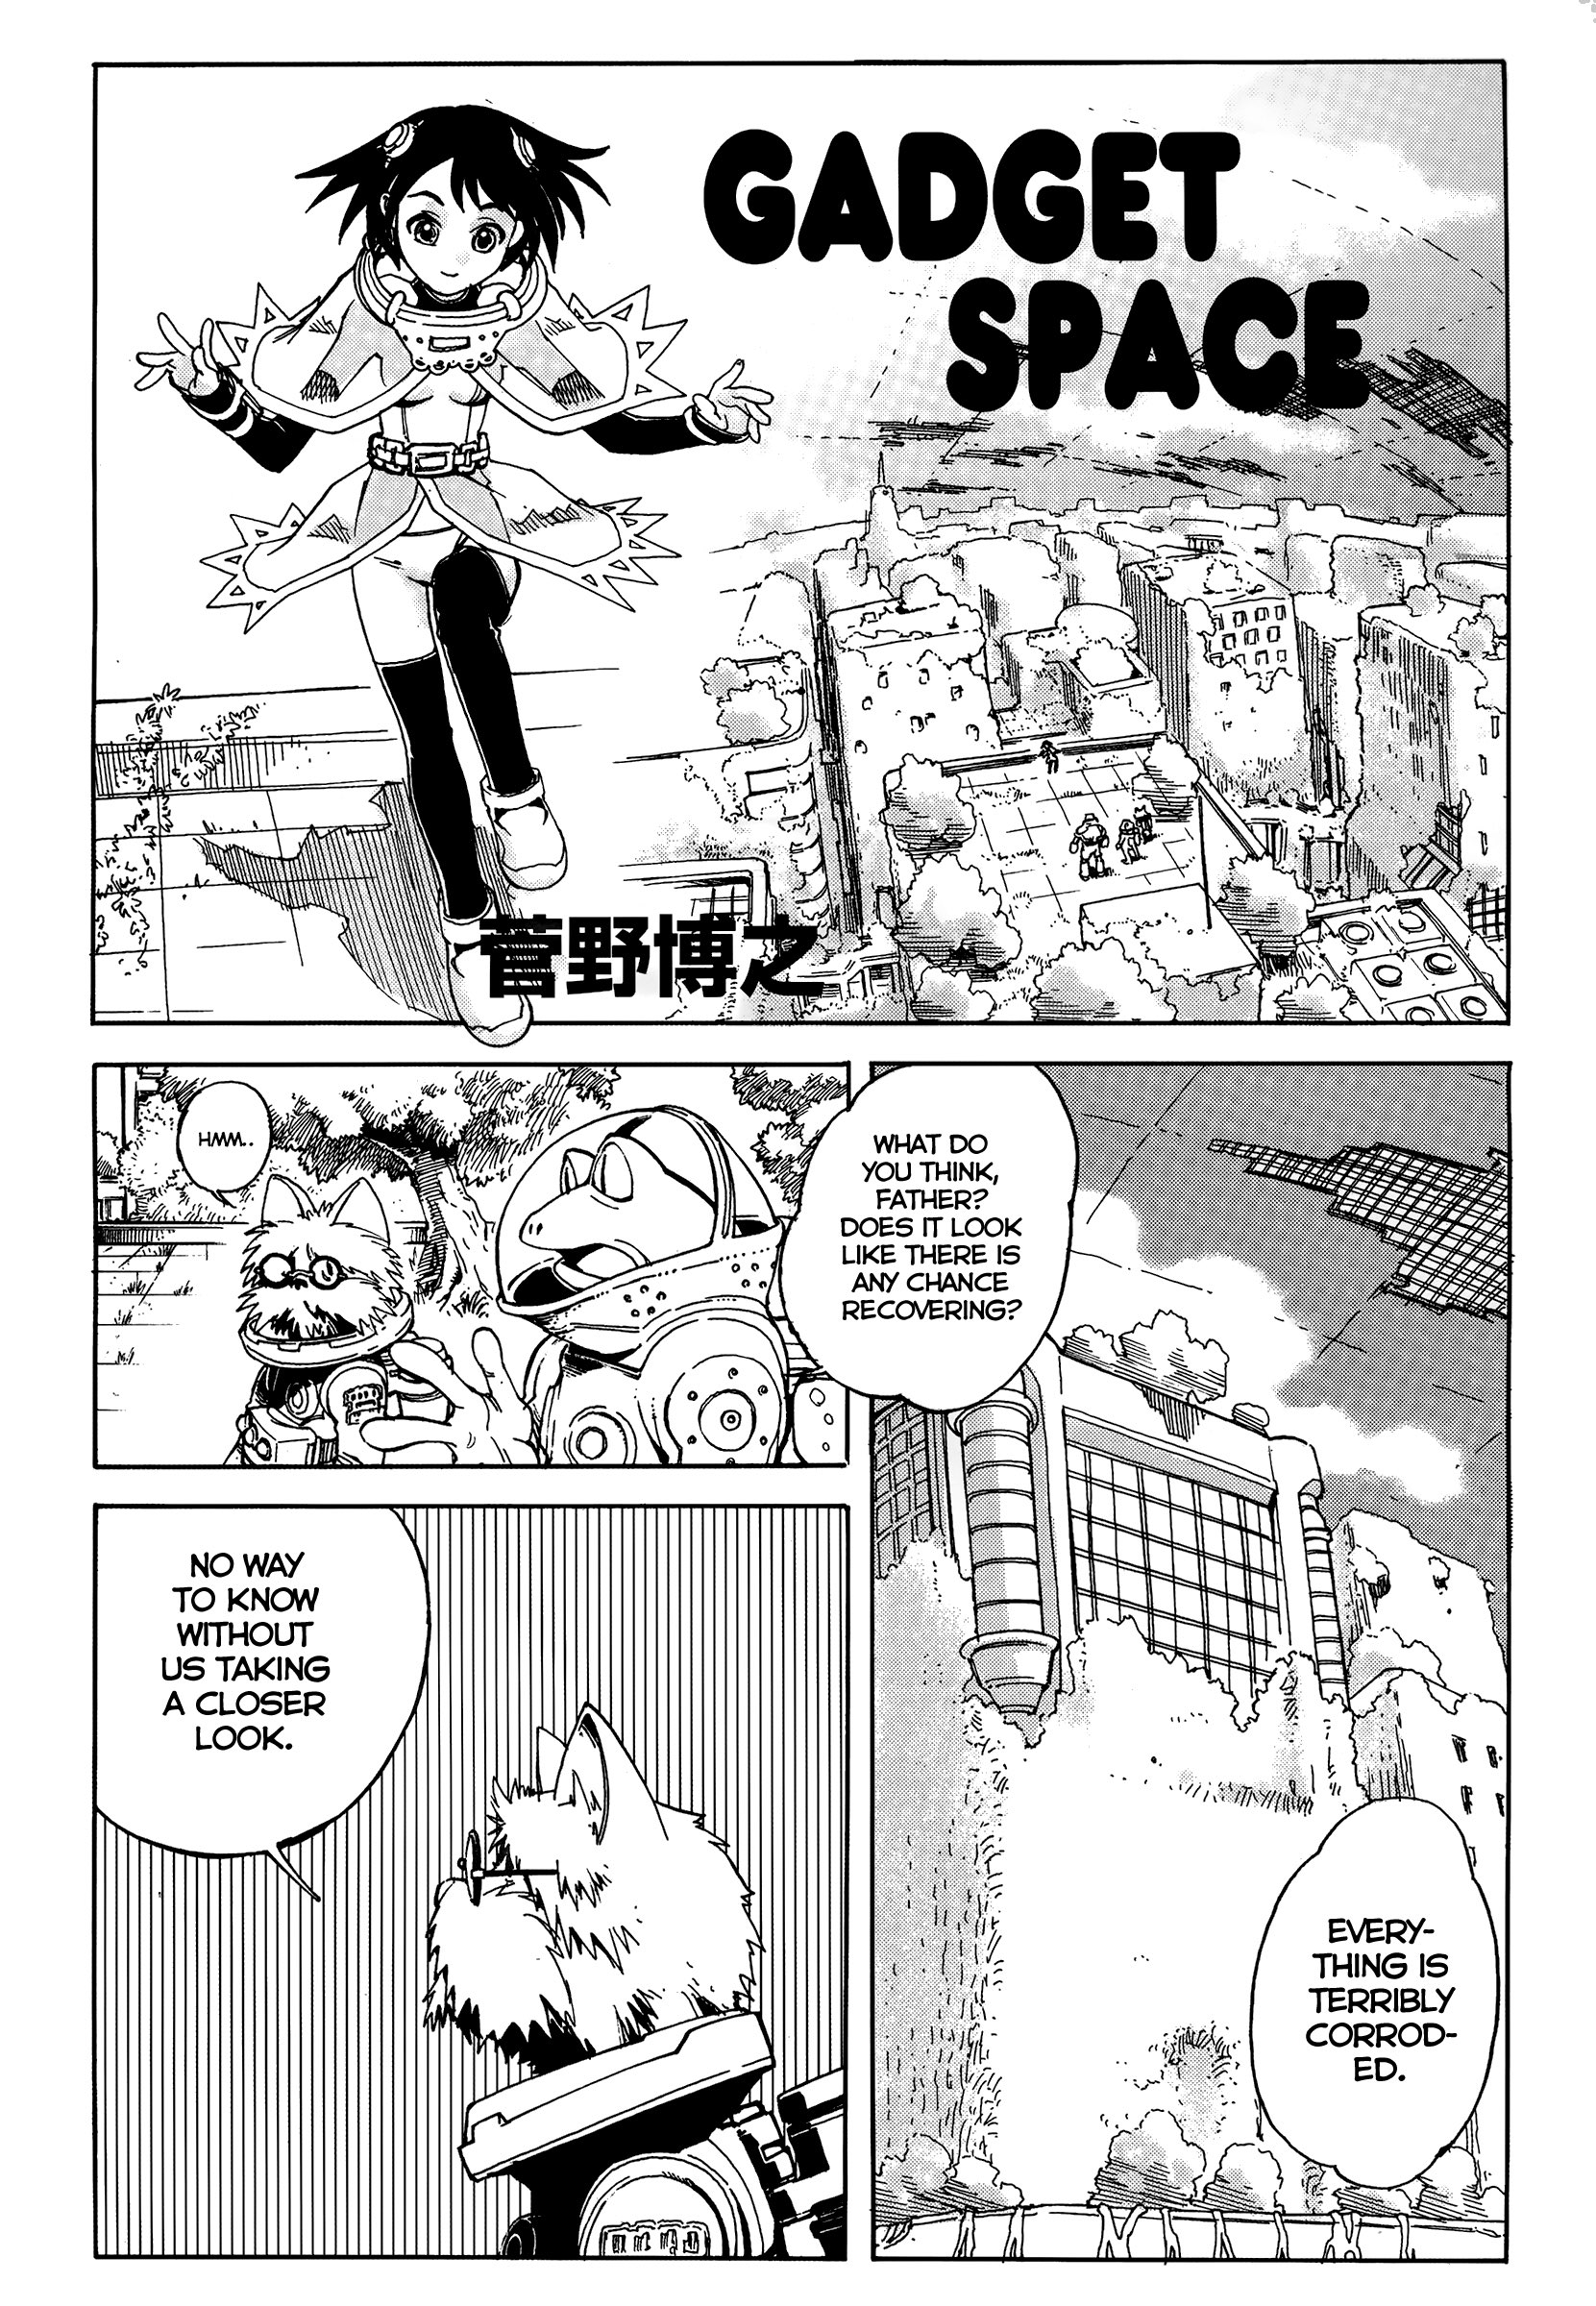 GADGET
SPACE
菅野博之
WHAT DO
YOU THINK,
FATHER?
DOES IT LOOK
LIKE THERE IS
ANY CHANCE
RECOVERING?
EVERY-
THING IS
TERRIBLY
CORROD-
ED.
HMM..
NO WAY
TO KNOW
WITHOUT
US TAKING
A CLOSER
LOOK.